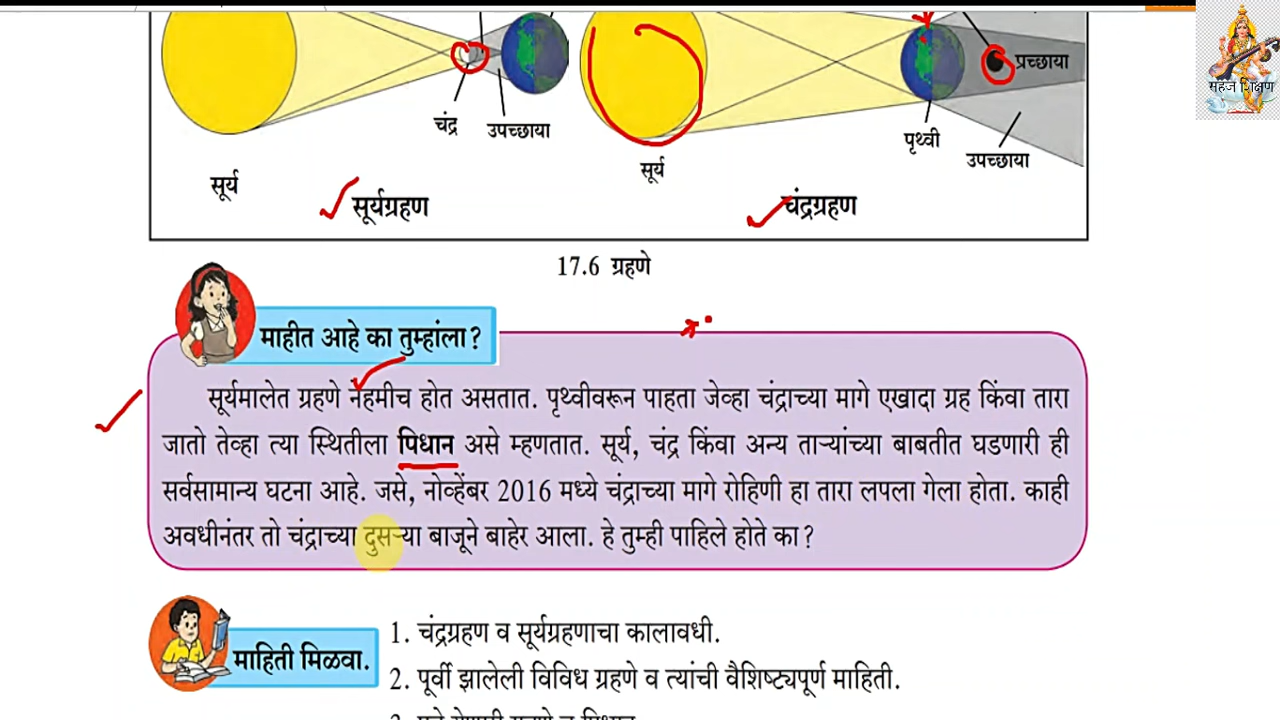 प्रच्छाया
चंद्र
उपच्छाया
पृथ्वी
उपच्छाया
सूर्य
सूर्य
सूर्यग्रहण
चंद्रग्रहण
17.6 ग्रहणे
माहीत आहे का तुम्हांला ?
सूर्यमालेत ग्रहणे नेहमीच होत असतात. पृथ्वीवरून पाहता जेव्हा चंद्राच्या मागे एखादा ग्रह किंवा तारा
जातो तेव्हा त्या स्थितीला पिधान असे म्हणतात. सूर्य, चंद्र किंवा अन्य ताऱ्यांच्या बाबतीत घडणारी ही
सर्वसामान्य घटना आहे. जसे, नोव्हेंबर 2016 मध्ये चंद्राच्या मागे रोहिणी हा तारा लपला गेला होता. काही
अवधीनंतर तो चंद्राच्या दुसऱ्या बाजूने बाहेर आला. हे तुम्ही पाहिले होते का ?
माहिती मिळवा.
1. चंद्रग्रहण व सूर्यग्रहणाचा कालावधी.
2. पूर्वी झालेली विविध ग्रहणे व त्यांची वैशिष्ट्यपूर्ण माहिती.
सहज शिक्षण